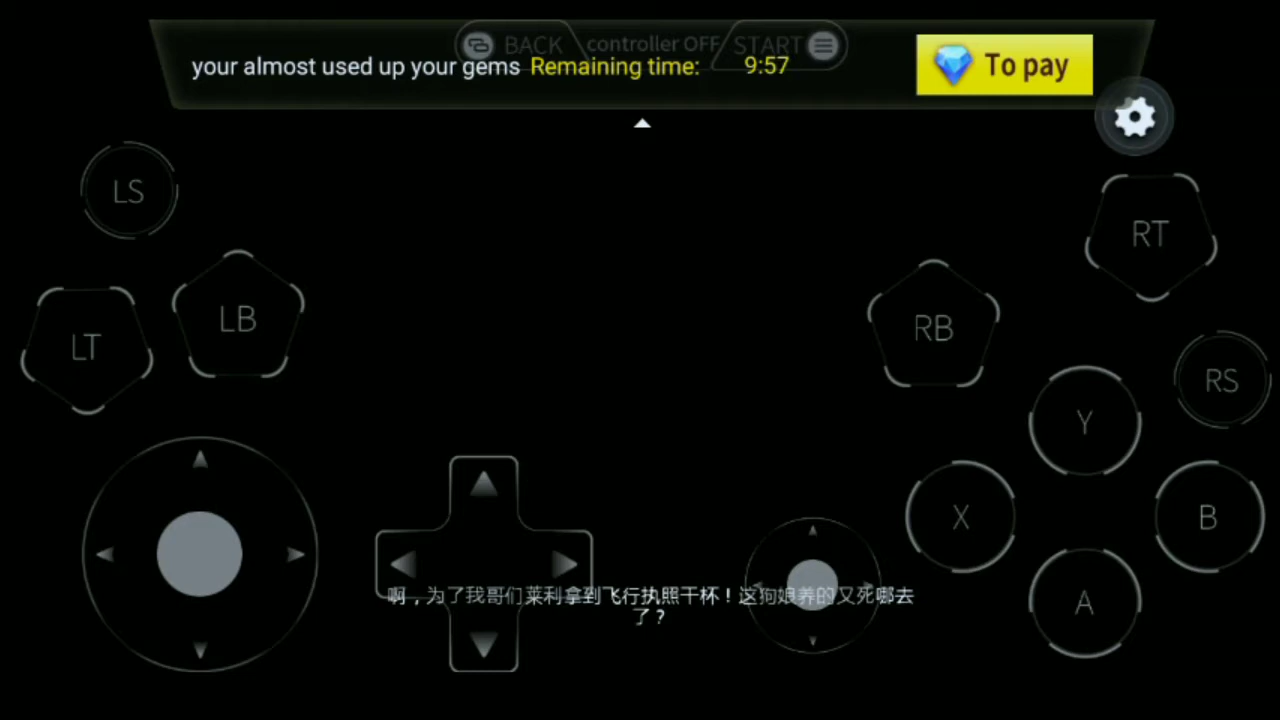 BACK controller OFF START
your almost used up your gems Remaining time: 9:57 To pay
LS
RT
LB
RB
LT
RS
Y
X
B
啊，为了我哥们莱利拿到飞行执照干杯！这狗娘养的又死哪去
了？
A